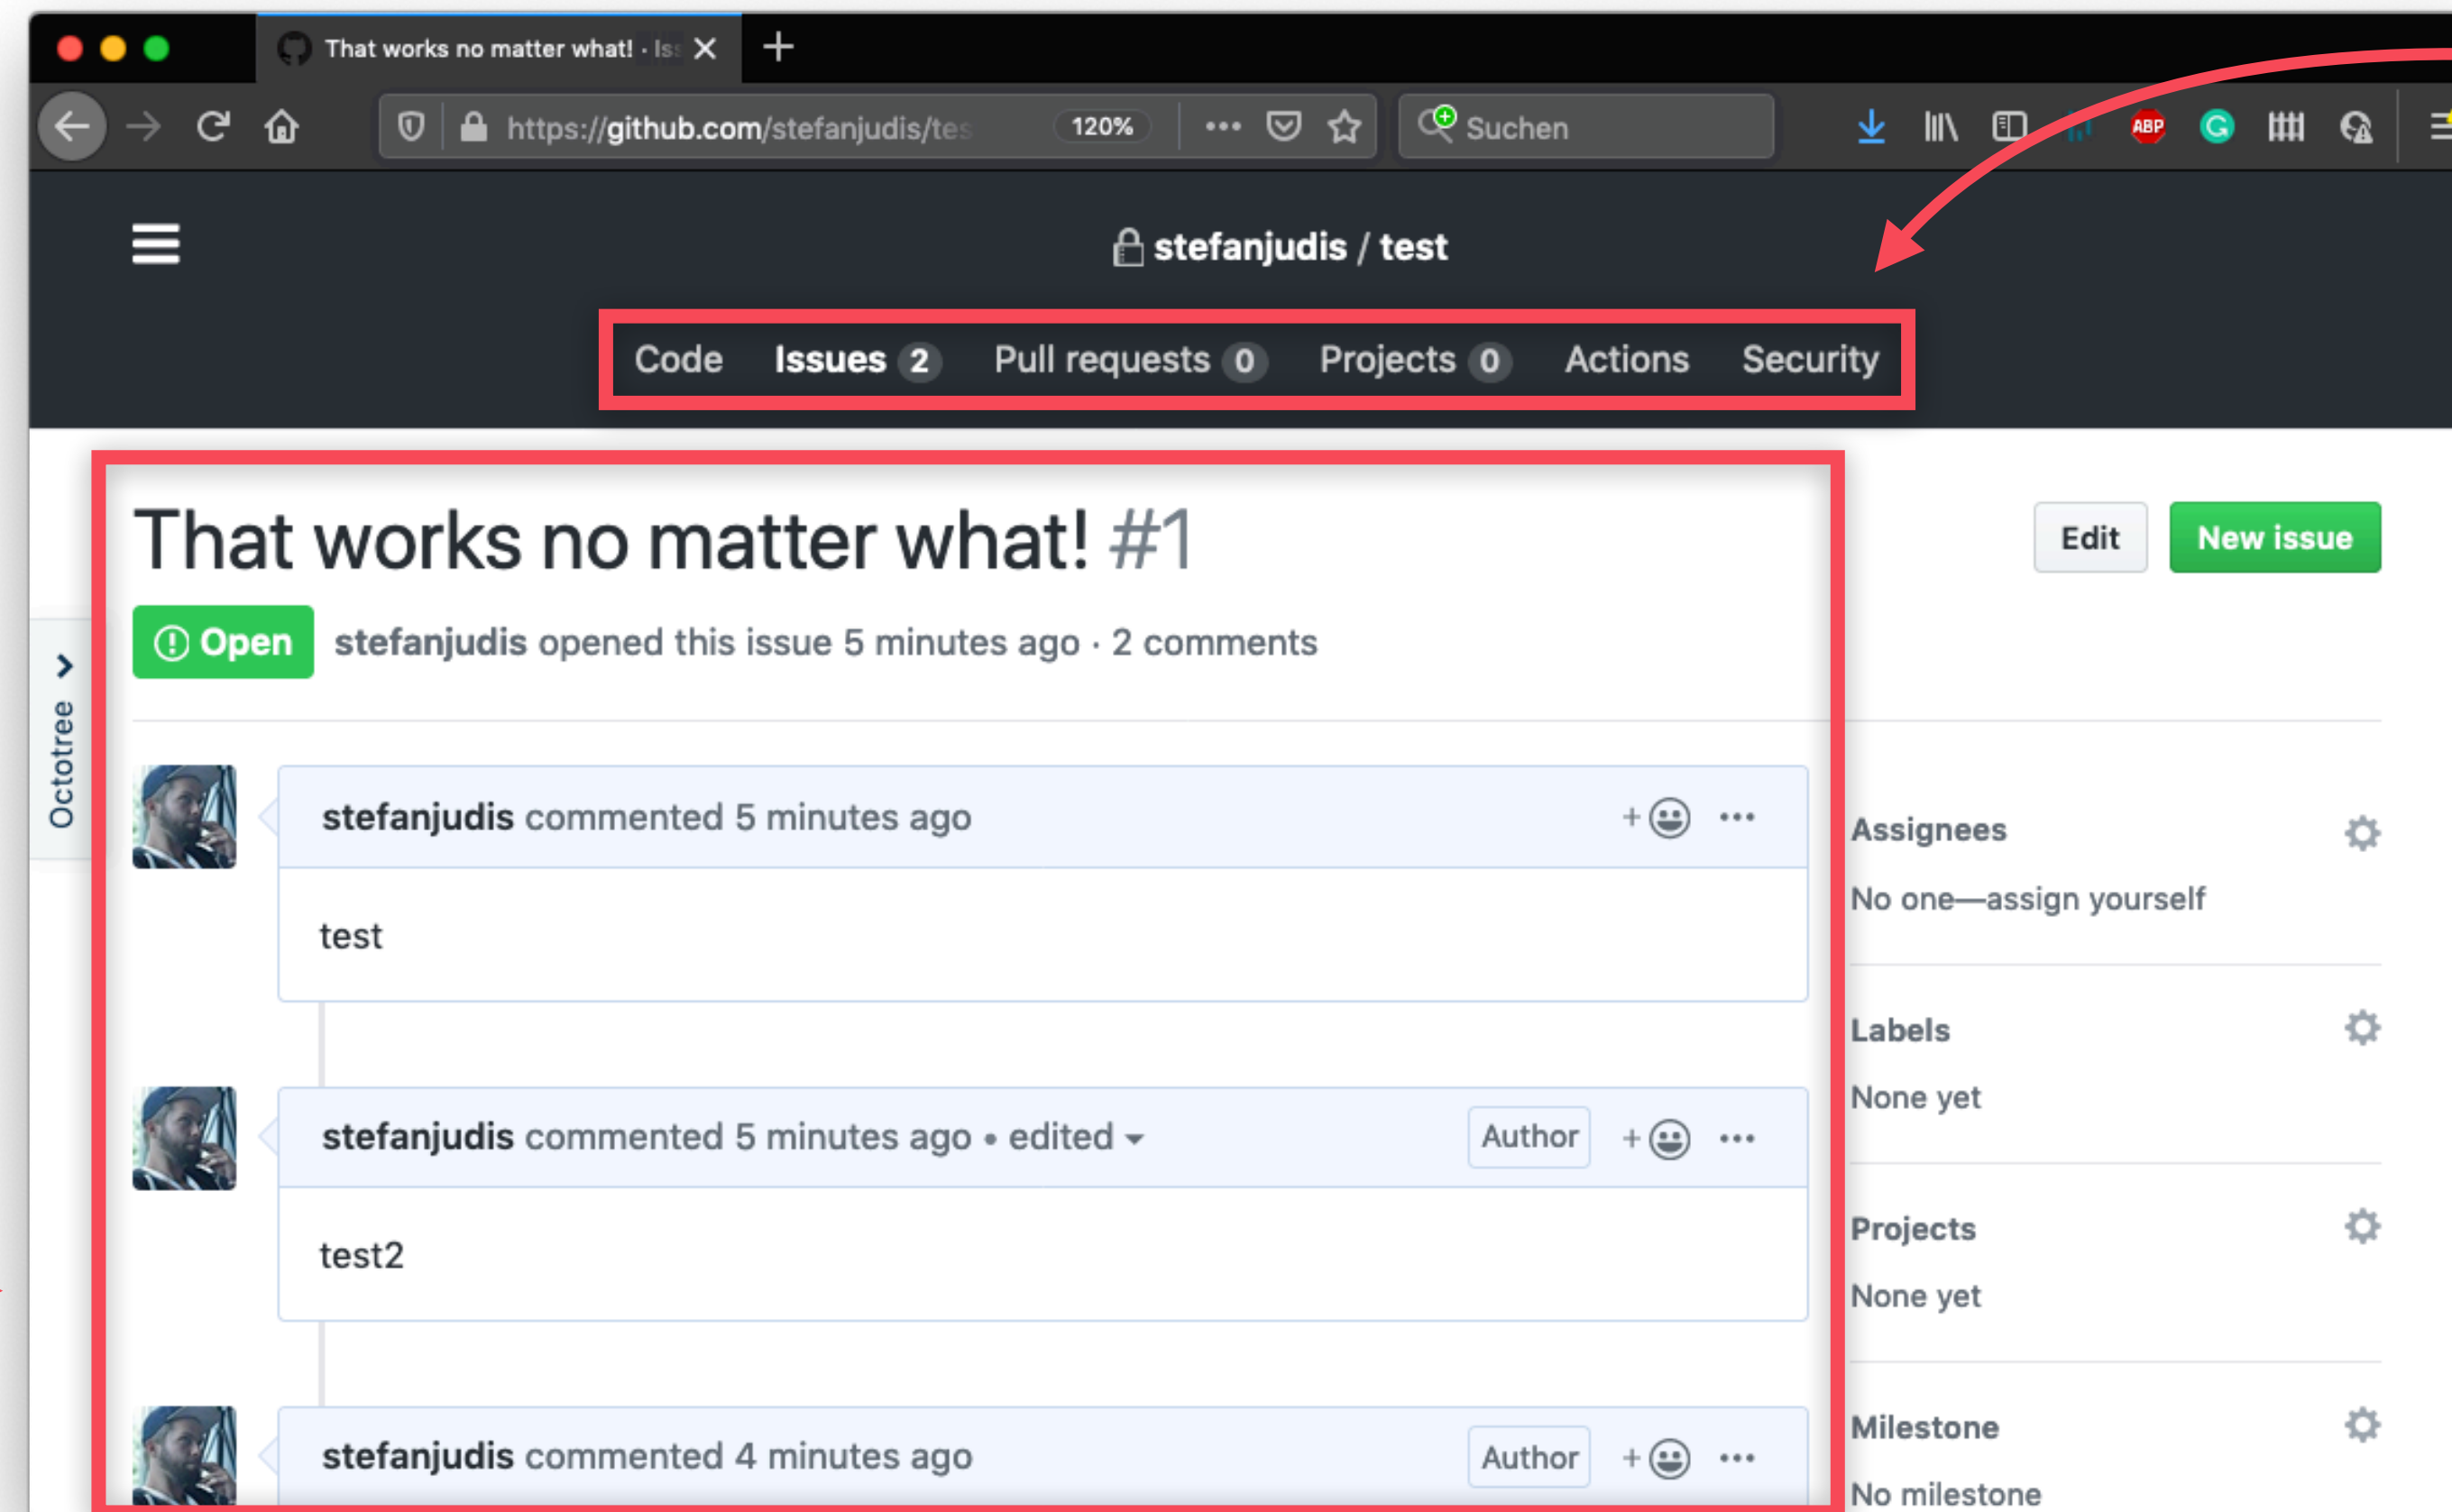 That works no matter what! · Iss
https://github.com/stefanjudis/tes
120%
Suchen
ABP
stefanjudis / test
Code Issues 2 Pull requests 0 Projects 0 Actions Security
That works no matter what! #1
Edit
New issue
Open
stefanjudis opened this issue 5 minutes ago · 2 comments
Octotree
stefanjudis commented 5 minutes ago
test
stefanjudis commented 5 minutes ago • edited
Author
test2
stefanjudis commented 4 minutes ago
Author
Assignees
No one—assign yourself
Labels
None yet
Projects
None yet
Milestone
No milestone